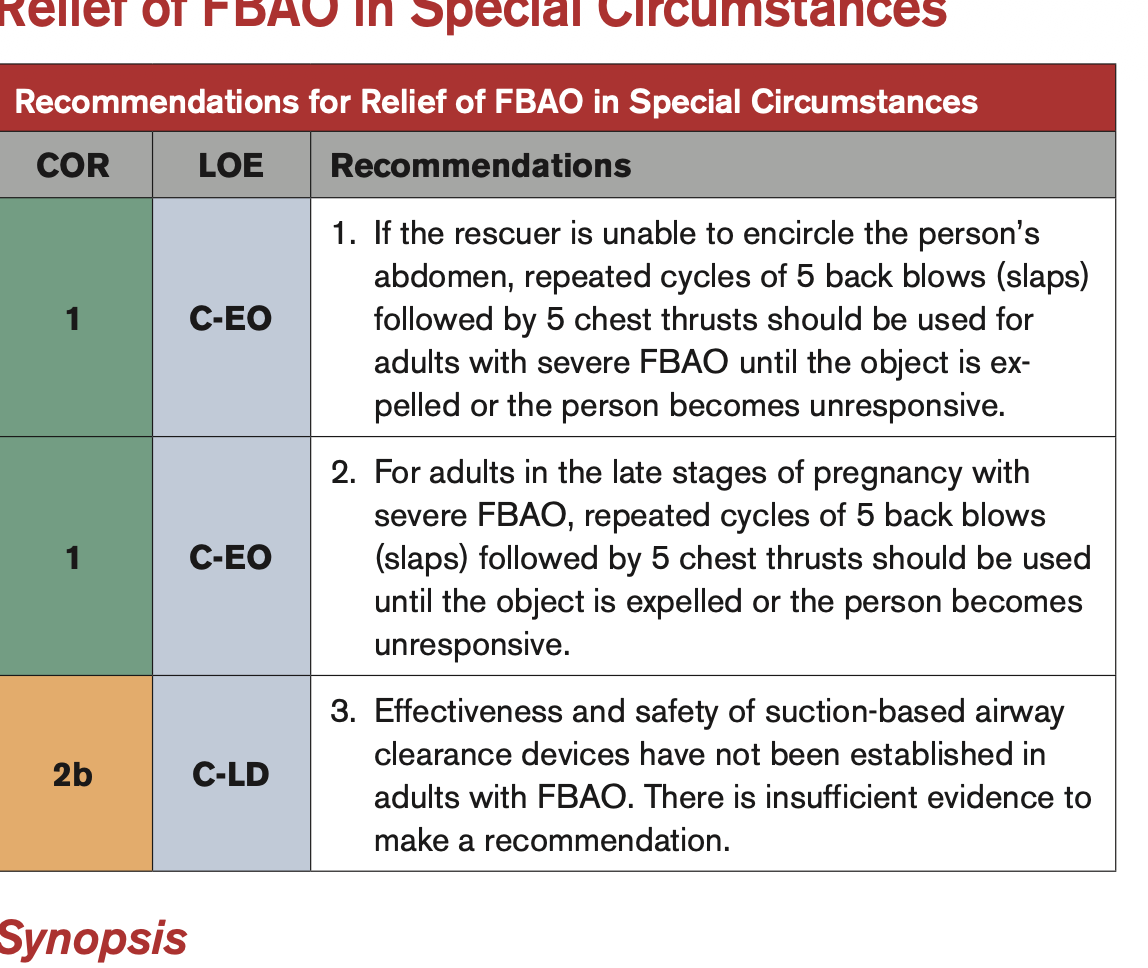 Relief of FBAO in Special Circumstances
Recommendations for Relief of FBAO in Special Circumstances
COR LOE Recommendations
1 C-EO 1. If the rescuer is unable to encircle the person's
abdomen, repeated cycles of 5 back blows (slaps)
followed by 5 chest thrusts should be used for
adults with severe FBAO until the object is ex-
pelled or the person becomes unresponsive.
1 C-EO 2. For adults in the late stages of pregnancy with
severe FBAO, repeated cycles of 5 back blows
(slaps) followed by 5 chest thrusts should be used
until the object is expelled or the person becomes
unresponsive.
2b C-LD 3. Effectiveness and safety of suction-based airway
clearance devices have not been established in
adults with FBAO. There is insufficient evidence to
make a recommendation.
Synopsis